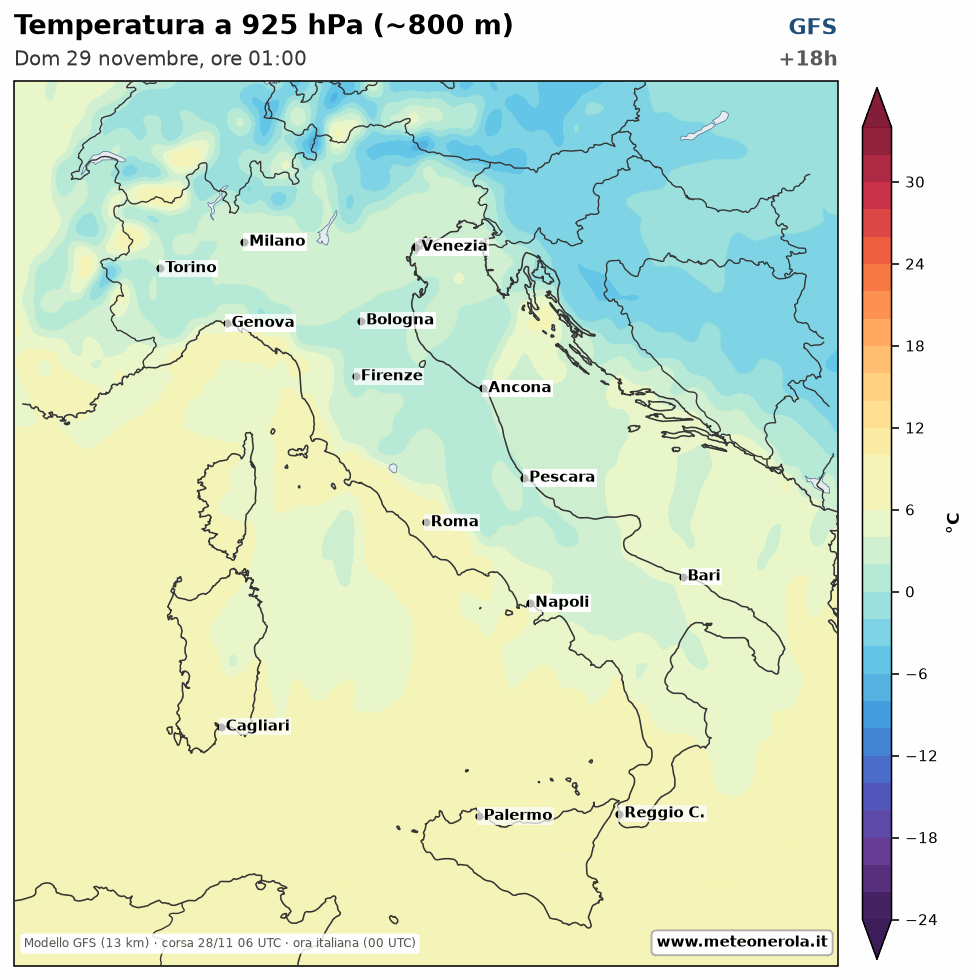 Temperatura a 925 hPa (~800 m)
GFS
Dom 29 novembre, ore 01:00
+18h
Milano
Venezia
Torino
Genova
Bologna
Firenze
Ancona
Pescara
Roma
Bari
Napoli
Cagliari
Palermo
Reggio C.
30
24
18
12
6
0
−6
−12
−18
−24
°C
Modello GFS (13 km) · corsa 28/11 06 UTC · ora italiana (00 UTC)
www.meteonerola.it